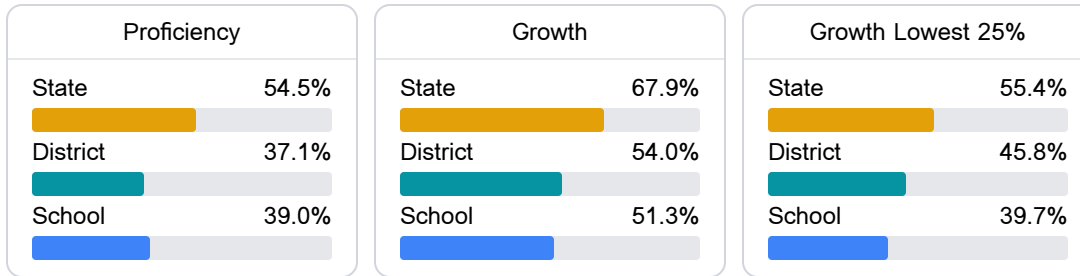 Proficiency
State 54.5%
District 37.1%
School 39.0%
Growth
State 67.9%
District 54.0%
School 51.3%
Growth Lowest 25%
State 55.4%
District 45.8%
School 39.7%